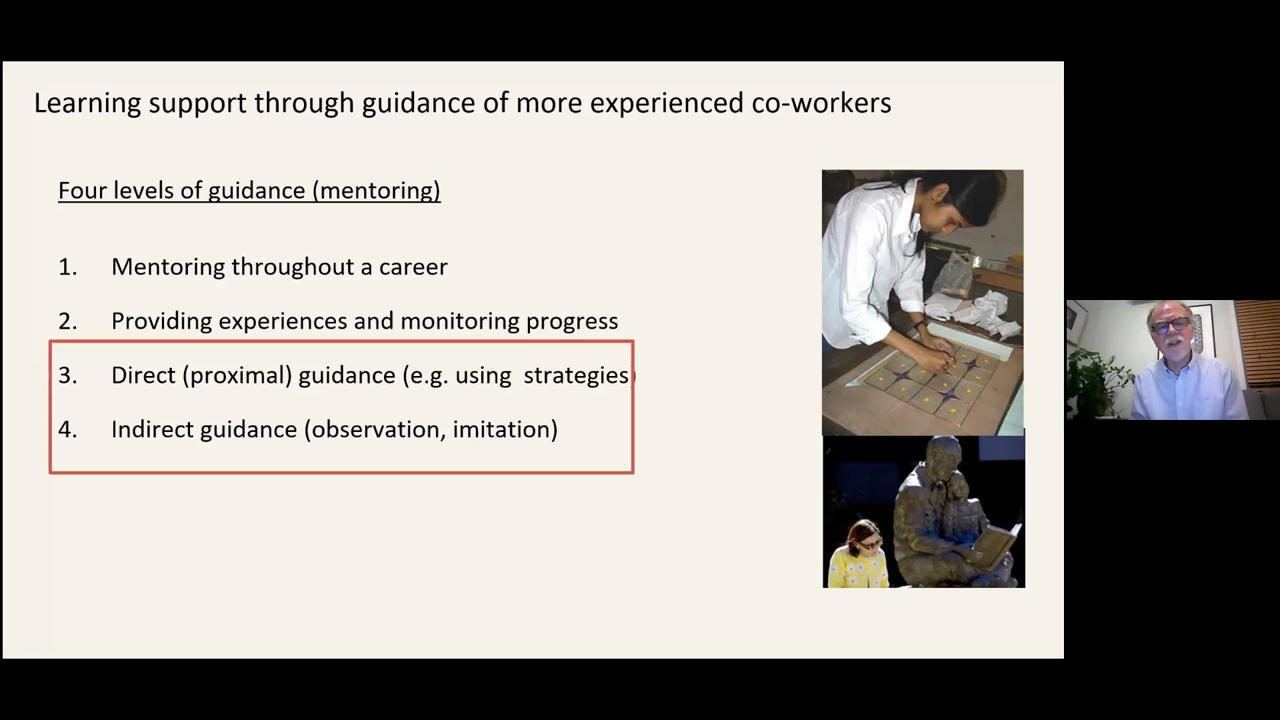 Learning support through guidance of more experienced co-workers
Four levels of guidance (mentoring)
1. Mentoring throughout a career
2. Providing experiences and monitoring progress
3. Direct (proximal) guidance (e.g. using strategies)
4. Indirect guidance (observation, imitation)